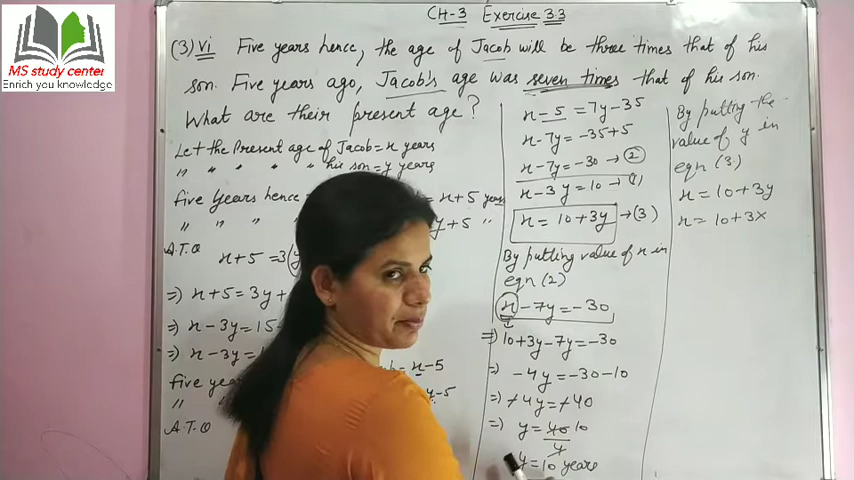 MS study center
Enrich you knowledge
CH-3 Exercise 3.3
(3) vi Five years hence, the age of Jacob will be three times that of his
son. Five years ago, Jacob's age was seven times that of his son.
What are their present age?
Let the Present age of Jacob = x years
" " " " his son = y years
five years hence = x+5 years
" " " y+5 "
A.T.O x+5 = 3(y
=> x+5 = 3y +
=> x-3y = 15-
=> x-3y = 1
five yea = x-5
" " y-5
A.T.O
x-5 = 7y-35
x-7y = -35+5
x-7y = -30 → (2)
x-3y = 10 → (1)
x = 10+3y → (3)
By putting value of x in
eqn (2)
x-7y = -30
=> 10+3y-7y = -30
=> -4y = -30-10
=> -4y = -40
=> y = 40 10
4
y = 10 years
By putting the
value of y in
eqn (3)
x = 10+3y
x = 10+3x